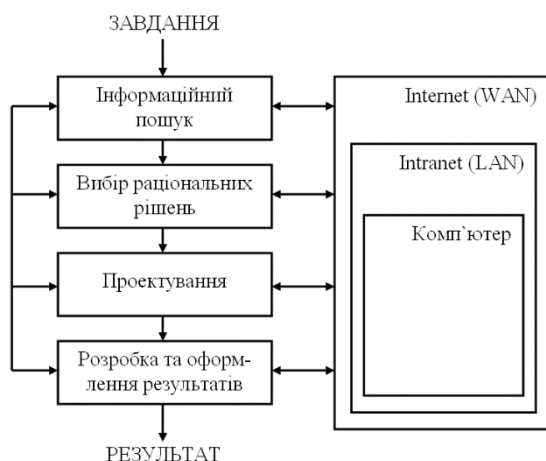 ЗАВДАННЯ
Інформаційний
пошук
Вибір раціональних
рішень
Проектування
Розробка та оформ-
лення результатів
РЕЗУЛЬТАТ
Internet (WAN)
Intranet (LAN)
Комп’ютер